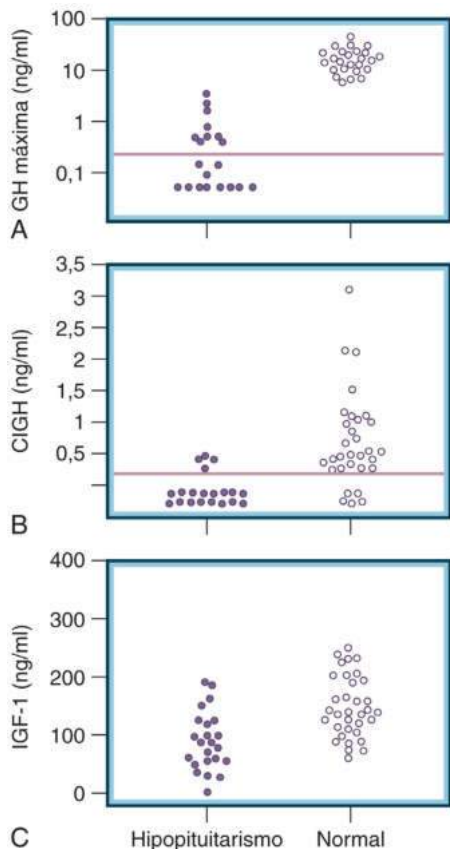 100
10
1
0,1
GH máxima (ng/ml)
A
3,5
3
2,5
2
1,5
1
0,5
CIGH (ng/ml)
B
400
300
200
100
0
IGF-1 (ng/ml)
C
Hipopituitarismo Normal